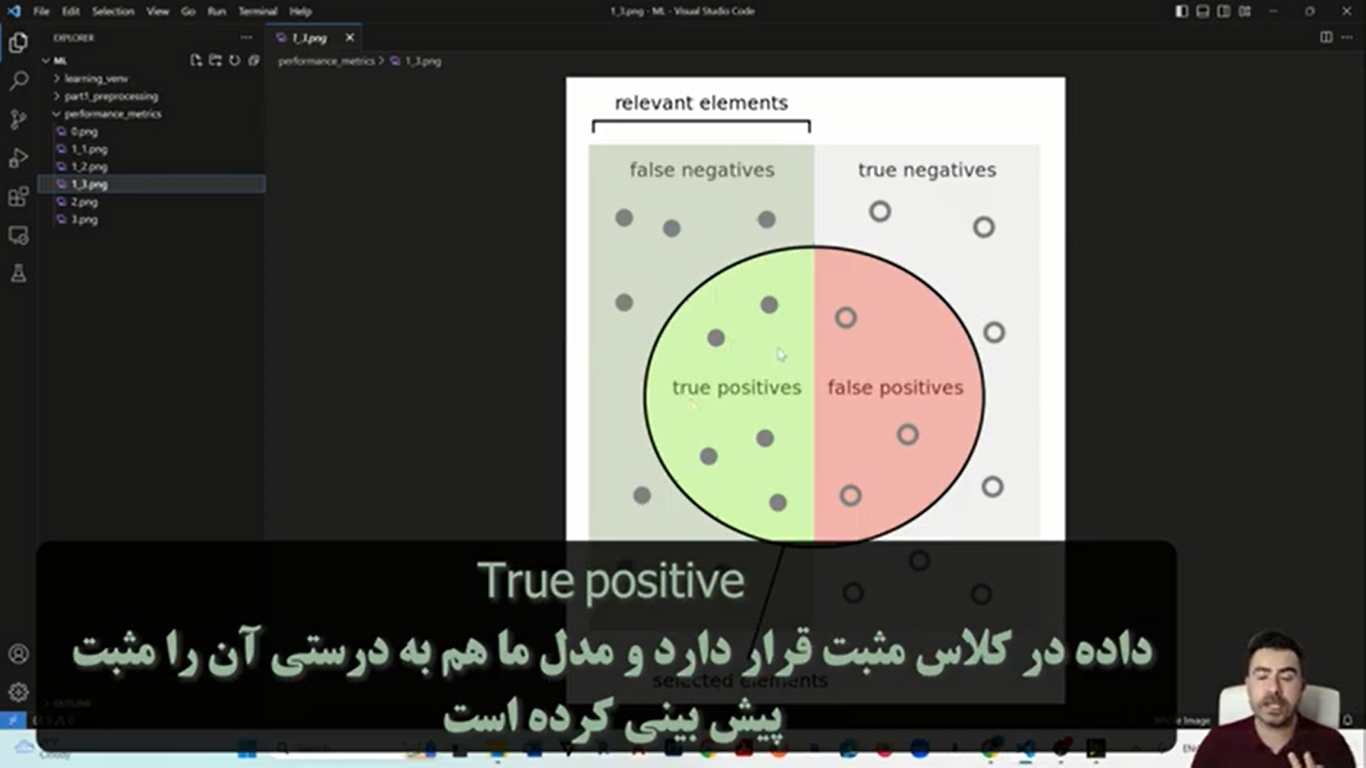 File Edit Selection View Go Run Terminal Help
1_3.png - ML - Visual Studio Code
EXPLORER
1_3.png
ML
performance_metrics > 1_3.png
learning_venv
part1_preprocessing
performance_metrics
0.png
1_1.png
1_2.png
1_3.png
2.png
3.png
relevant elements
false negatives
true negatives
true positives
false positives
selected elements
True positive
داده در کلاس مثبت قرار دارد و مدل ما هم به درستی آن را مثبت
پیش بینی کرده است
OUTLINE
Whole Image
Cloudy